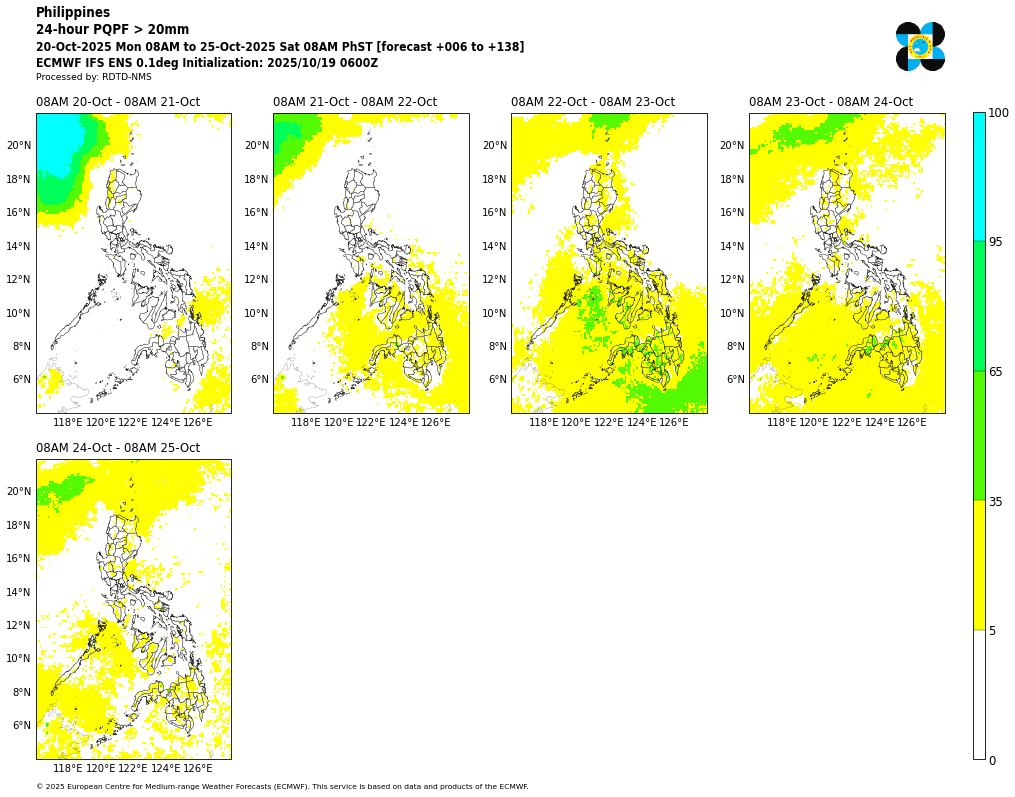 Philippines
24-hour PQPF > 20mm
20-Oct-2025 Mon 08AM to 25-Oct-2025 Sat 08AM PhST [forecast +006 to +138]
ECMWF IFS ENS 0.1deg Initialization: 2025/10/19 0600Z
Processed by: RDTD-NMS
08AM 20-Oct - 08AM 21-Oct
08AM 21-Oct - 08AM 22-Oct
08AM 22-Oct - 08AM 23-Oct
08AM 23-Oct - 08AM 24-Oct
20°N 20°N 20°N 20°N
18°N 18°N 18°N 18°N
16°N 16°N 16°N 16°N
14°N 14°N 14°N 14°N
12°N 12°N 12°N 12°N
10°N 10°N 10°N 10°N
8°N 8°N 8°N 8°N
6°N 6°N 6°N 6°N
118°E 120°E 122°E 124°E 126°E 118°E 120°E 122°E 124°E 126°E 118°E 120°E 122°E 124°E 126°E 118°E 120°E 122°E 124°E 126°E
100
95
65
35
5
0
08AM 24-Oct - 08AM 25-Oct
20°N
18°N
16°N
14°N
12°N
10°N
8°N
6°N
118°E 120°E 122°E 124°E 126°E
© 2025 European Centre for Medium-range Weather Forecasts (ECMWF). This service is based on data and products of the ECMWF.